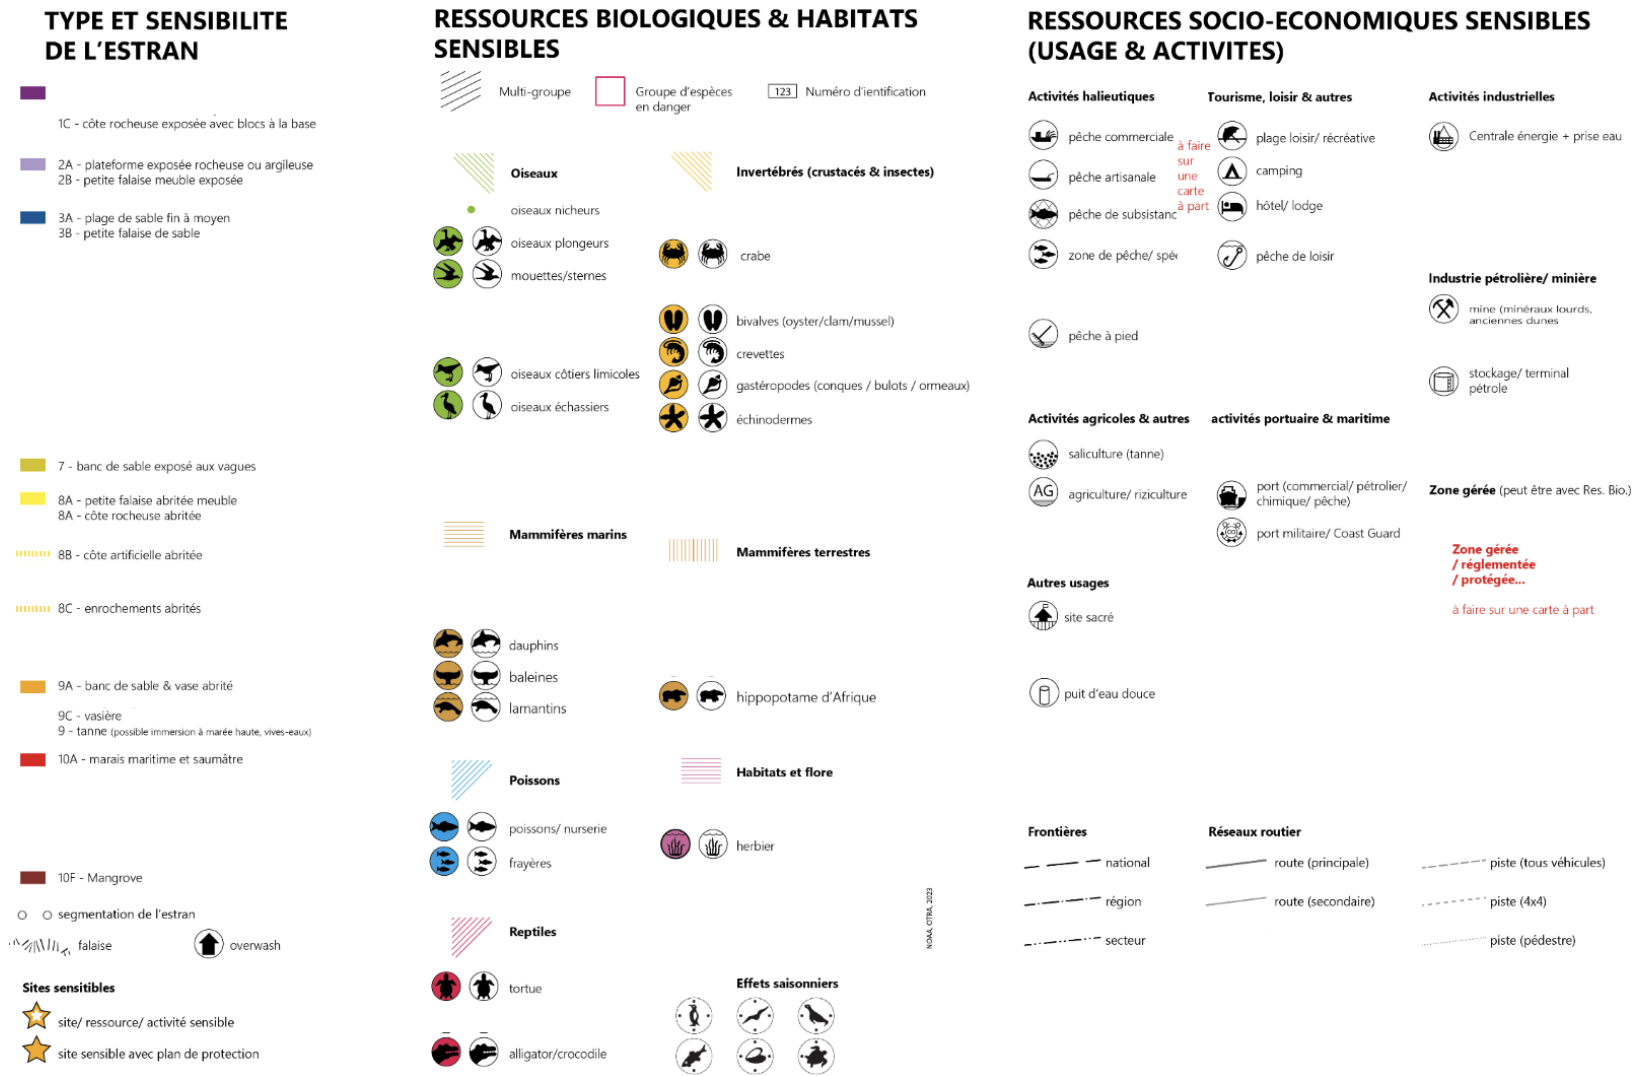 TYPE ET SENSIBILITE
DE L'ESTRAN
1C - côte rocheuse exposée avec blocs à la base
2A - plateforme exposée rocheuse ou argileuse
2B - petite falaise meuble exposée
3A - plage de sable fin à moyen
3B - petite falaise de sable
7 - banc de sable exposé aux vagues
8A - petite falaise abritée meuble
8A - côte rocheuse abritée
8B - côte artificielle abritée
8C - enrochements abrités
9A - banc de sable & vase abrité
9C - vasière
9 - tanne (possible immersion à marée haute, vives-eaux)
10A - marais maritime et saumâtre
10F - Mangrove
segmentation de l'estran
falaise
overwash
Sites sensitibles
site/ ressource/ activité sensible
site sensible avec plan de protection
RESSOURCES BIOLOGIQUES & HABITATS
SENSIBLES
Multi-groupe
Groupe d'espèces
en danger
123
Numéro d'ientification
Oiseaux
oiseaux nicheurs
oiseaux plongeurs
mouettes/sternes
oiseaux côtiers limicoles
oiseaux échassiers
Invertébrés (crustacés & insectes)
crabe
bivalves (oyster/clam/mussel)
crevettes
gastéropodes (conques / bulots / ormeaux)
échinodermes
Mammifères marins
dauphins
baleines
lamantins
Mammifères terrestres
hippopotame d'Afrique
Poissons
poissons/ nurserie
frayères
Habitats et flore
herbier
Reptiles
tortue
alligator/crocodile
Effets saisonniers
NOAA, OTRA, 2023
RESSOURCES SOCIO-ECONOMIQUES SENSIBLES
(USAGE & ACTIVITES)
Activités halieutiques
pêche commerciale
pêche artisanale
pêche de subsistanc
zone de pêche/ spé
pêche à pied
à faire
sur
une
carte
à part
Tourisme, loisir & autres
plage loisir/ récréative
camping
hôtel/ lodge
pêche de loisir
Activités industrielles
Centrale énergie + prise eau
Industrie pétrolière/ minière
mine (minéraux lourds,
anciennes dunes
stockage/ terminal
pétrole
Activités agricoles & autres
saliculture (tanne)
AG
agriculture/ riziculture
activités portuaire & maritime
port (commercial/ pétrolier/
chimique/ pêche)
port militaire/ Coast Guard
Zone gérée (peut être avec Res. Bio.)
Zone gérée
/ réglementée
/ protégée...
à faire sur une carte à part
Autres usages
site sacré
puit d'eau douce
Frontières
national
région
secteur
Réseaux routier
route (principale)
route (secondaire)
piste (tous véhicules)
piste (4x4)
piste (pédestre)